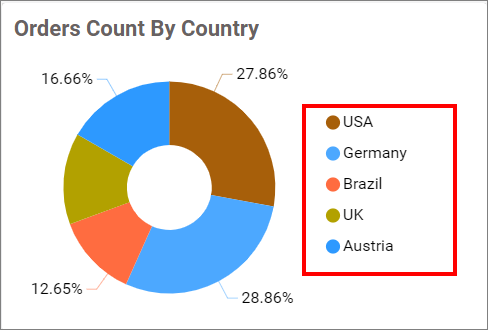 Orders Count By Country
16.66%
27.86%
12.65%
28.86%
USA
Germany
Brazil
UK
Austria